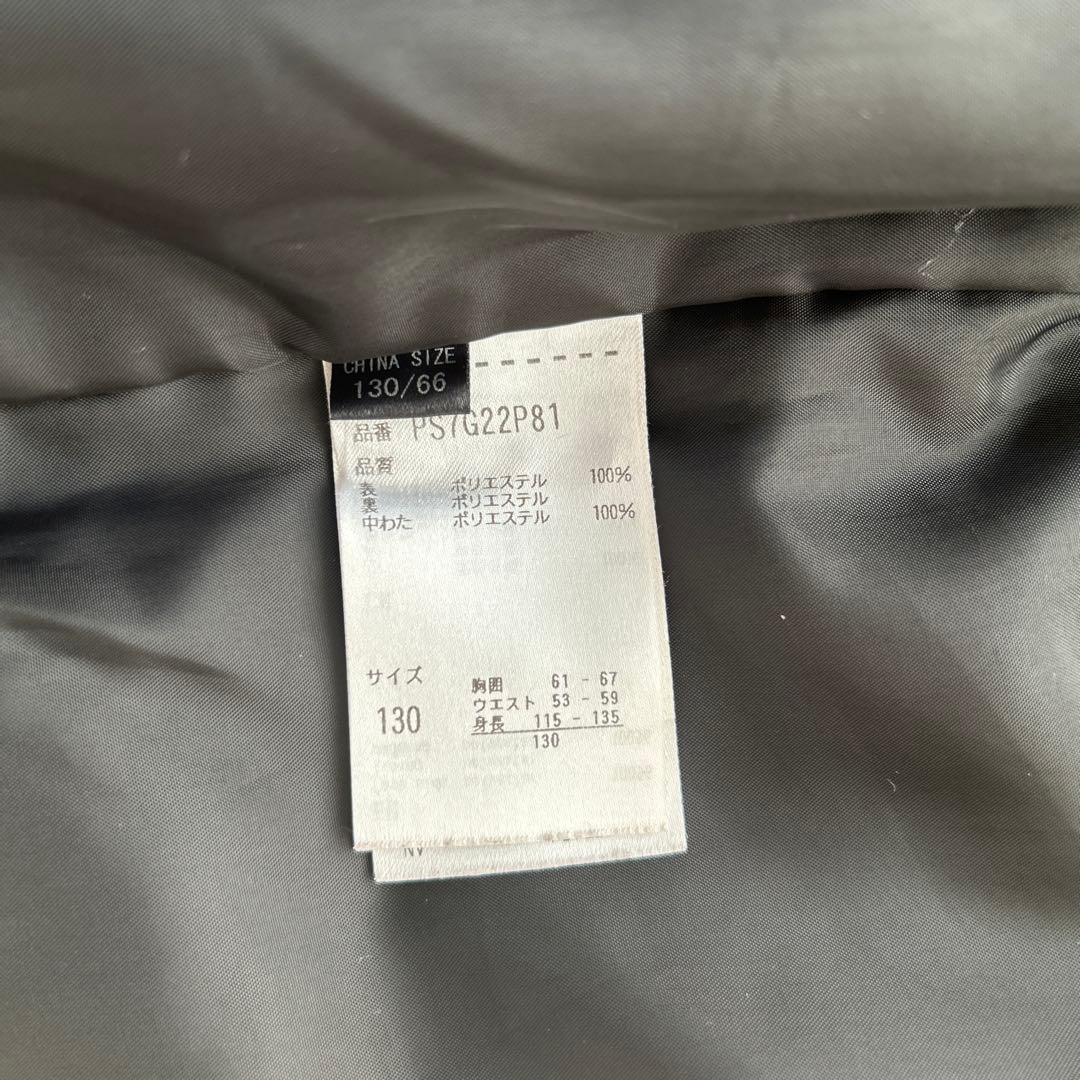 CHINA SIZE
130/66
品番 PS7G22P81
品質
表 ポリエステル 100%
裏 ポリエステル
中わた ポリエステル 100%
サイズ
130
胸囲 61 - 67
ウエスト 53 - 59
身長 115 - 135
130
NV